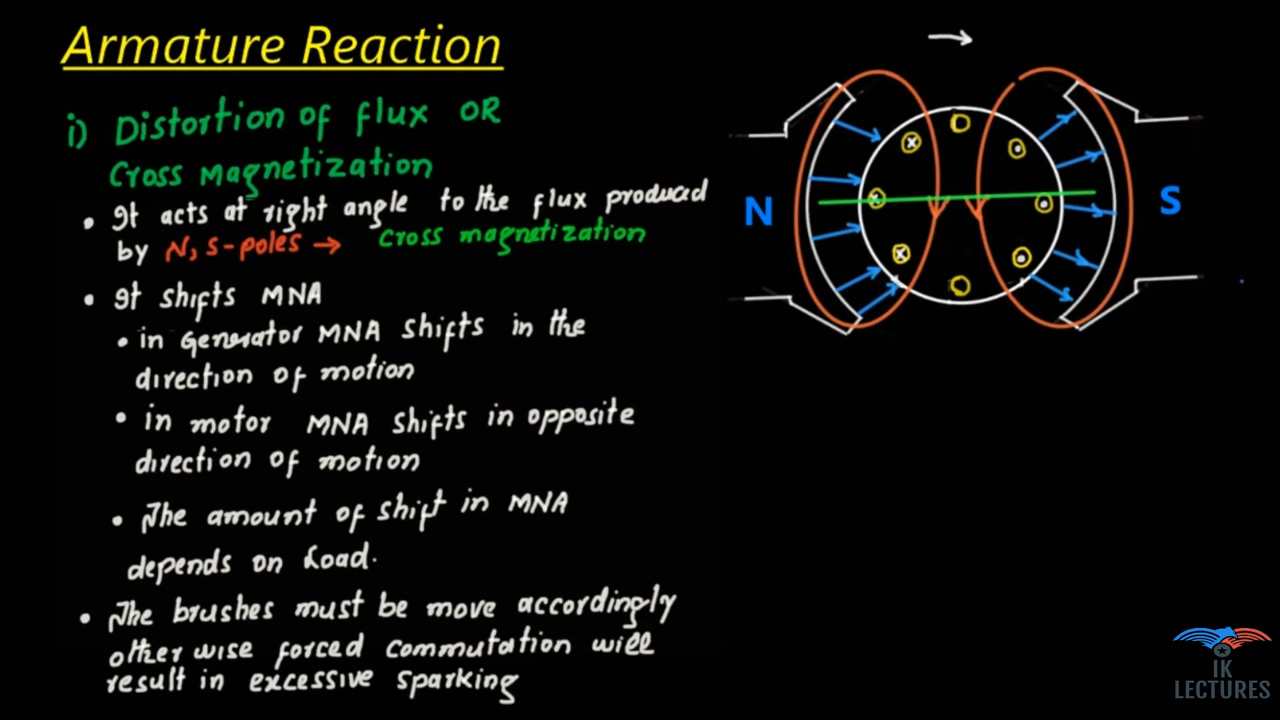 Armature Reaction
i) Distortion of flux OR
Cross Magnetization
• It acts at right angle to the flux produced
by N, S-poles → Cross magnetization
• It shifts MNA
• in Generator MNA shifts in the
direction of motion
• in motor MNA shifts in opposite
direction of motion
• The amount of shift in MNA
depends on Load.
• The brushes must be move accordingly
otherwise forced commutation will
result in excessive sparking
N
S
IK
LECTURES